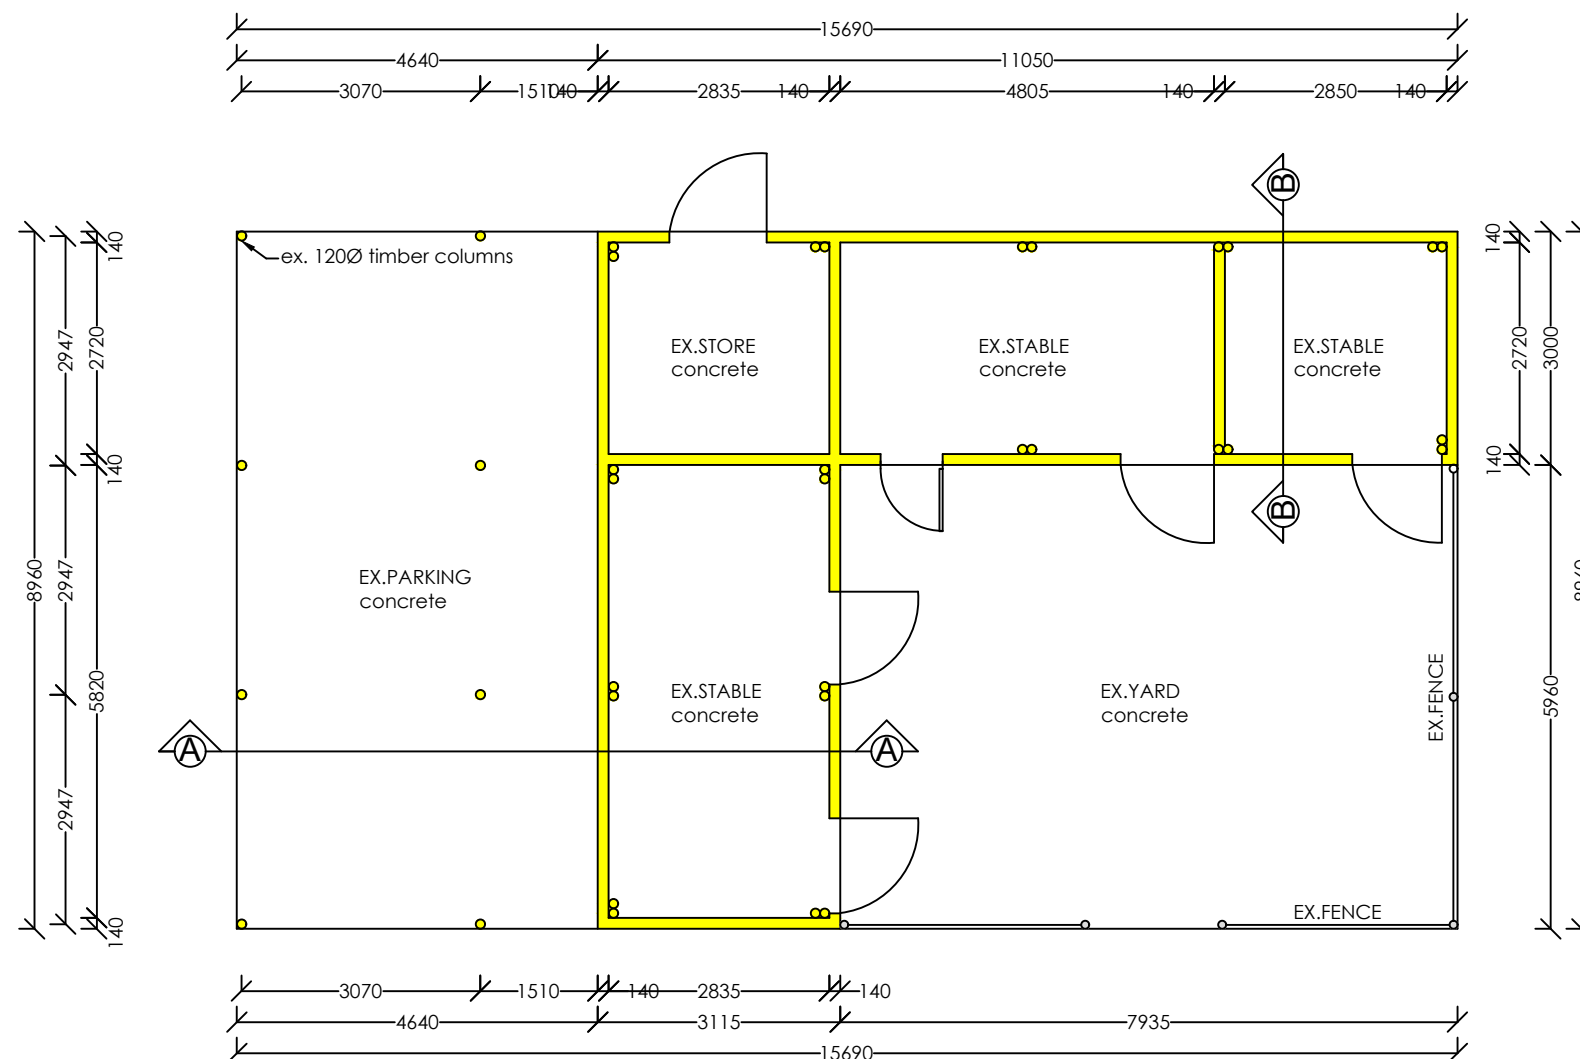 15690
4640
11050
3070
1510
140
2835
140
4805
140
2850
140
B
ex. 120Ø timber columns
140
2720
140
5820
140
2947
2947
2947
8960
EX.STORE
concrete
EX.STABLE
concrete
EX.STABLE
concrete
140
2720
140
3000
5960
8960
B
EX.PARKING
concrete
EX.STABLE
concrete
EX.YARD
concrete
EX.FENCE
A
A
EX.FENCE
3070
1510
140
2835
140
4640
3115
7935
15690